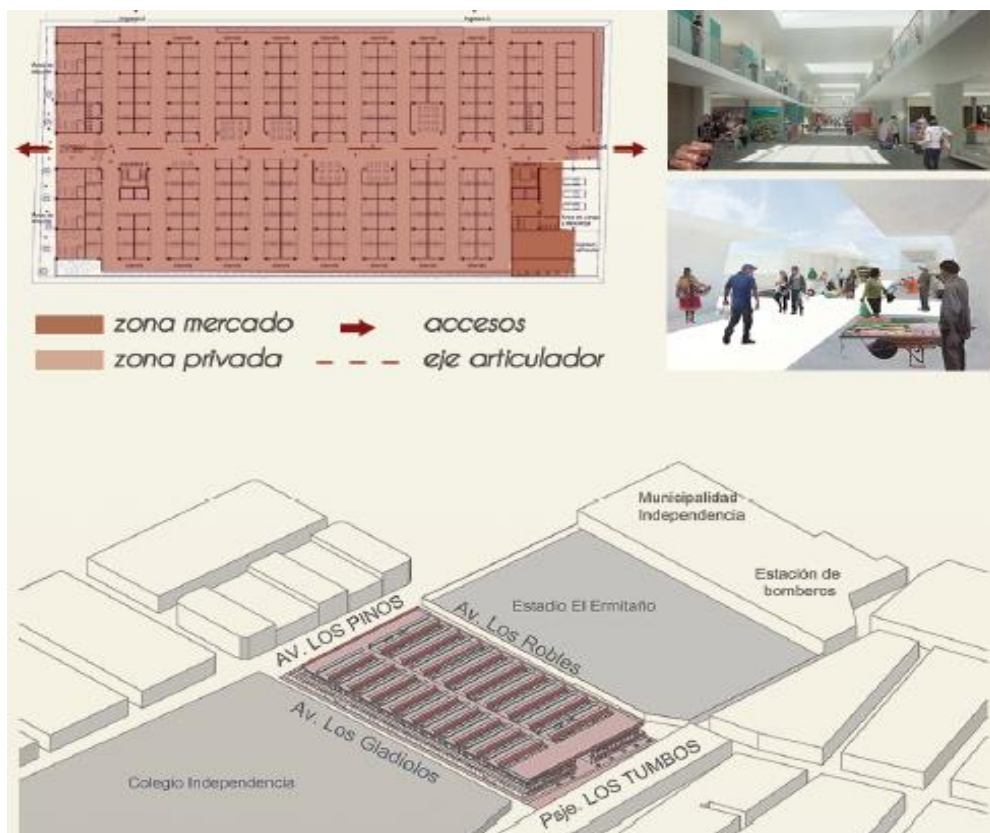 zona mercado
accesos
zona privada
eje articulador
Municipalidad
Independencia
Estación de
bomberos
Estadio El Ermitaño
AV. LOS PINOS
Av. Los Robles
Av. Los Gladiolos
Colegio Independencia
Psje. LOS TUMBOS